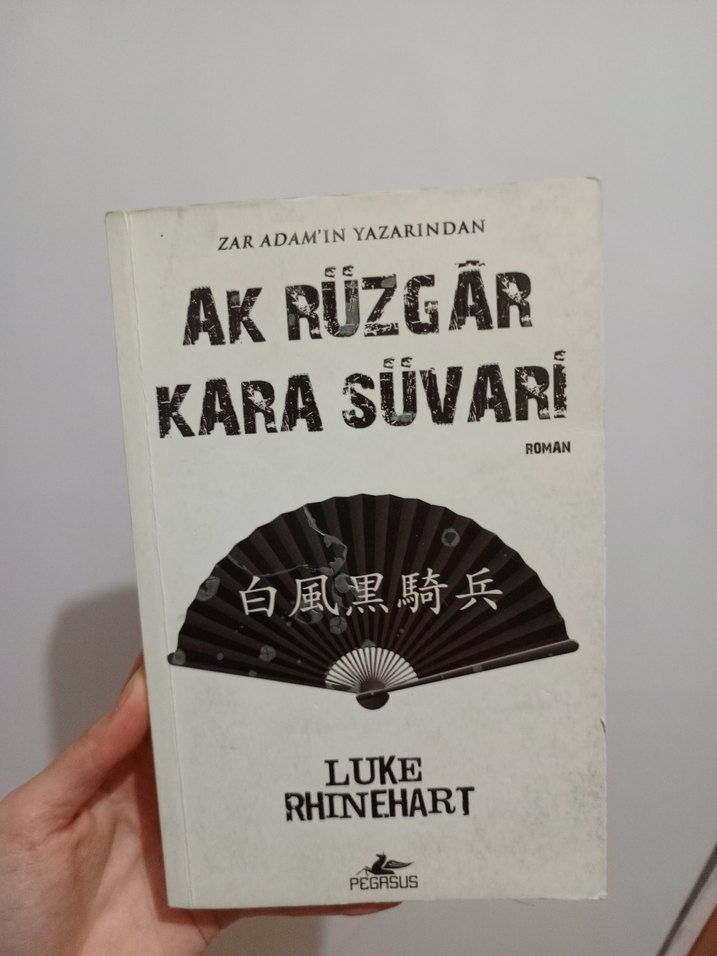 ZAR ADAM'IN YAZARINDAN
AK RÜZGÂR
KARA SÜVARİ
ROMAN
白風黒騎兵
LUKE
RHINEHART
PEGASUS